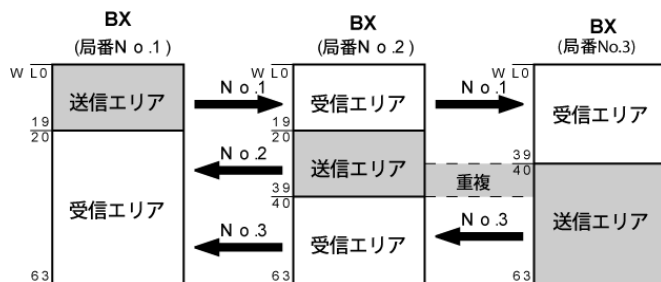 BX
(局番No.1)
W L0
送信エリア
19
20
受信エリア
63
No.1
No.2
No.3
BX
(局番No.2)
W L0
受信エリア
19
20
送信エリア
39
40
受信エリア
63
No.1
重複
No.3
BX
(局番No.3)
W L0
受信エリア
39
40
送信エリア
63